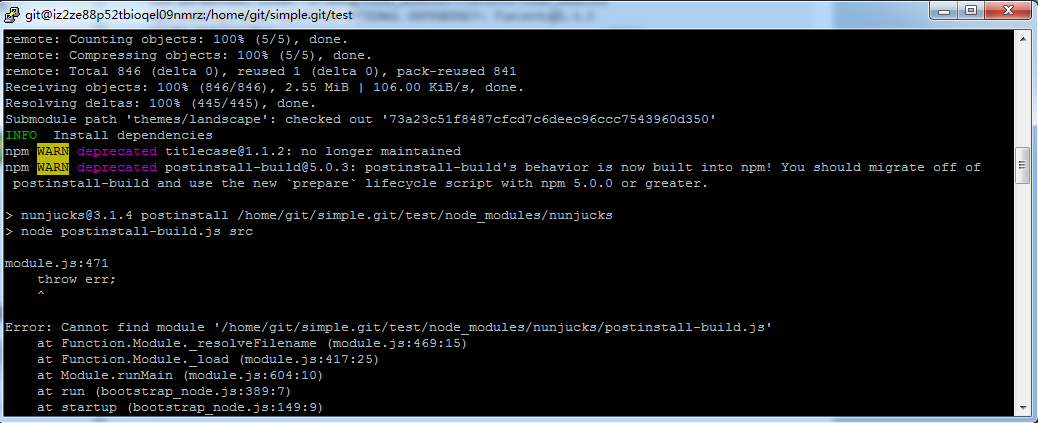 git@iz2ze88p52tbioqel09nmrz:/home/git/simple.git/test
remote: Counting objects: 100% (5/5), done.
remote: Compressing objects: 100% (5/5), done.
remote: Total 846 (delta 0), reused 1 (delta 0), pack-reused 841
Receiving objects: 100% (846/846), 2.55 MiB | 106.00 KiB/s, done.
Resolving deltas: 100% (445/445), done.
Submodule path 'themes/landscape': checked out '73a23c51f8487cfcd7c6deec96ccc7543960d350'
INFO  Install dependencies
npm WARN deprecated titlecase@1.1.2: no longer maintained
npm WARN deprecated postinstall-build@5.0.3: postinstall-build's behavior is now built into npm! You should migrate off of
 postinstall-build and use the new `prepare` lifecycle script with npm 5.0.0 or greater.
> nunjucks@3.1.4 postinstall /home/git/simple.git/test/node_modules/nunjucks
> node postinstall-build.js src
module.js:471
    throw err;
    ^
Error: Cannot find module '/home/git/simple.git/test/node_modules/nunjucks/postinstall-build.js'
    at Function.Module._resolveFilename (module.js:469:15)
    at Function.Module._load (module.js:417:25)
    at Module.runMain (module.js:604:10)
    at run (bootstrap_node.js:389:7)
    at startup (bootstrap_node.js:149:9)